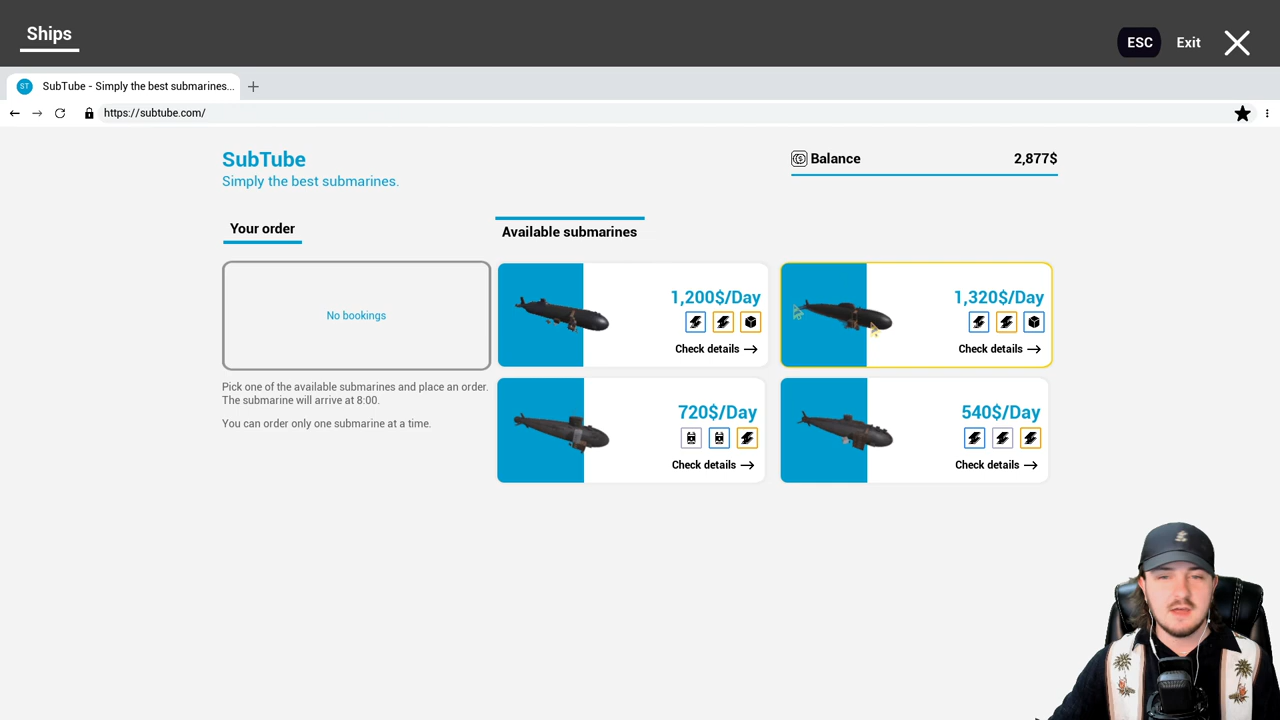 Ships
ESC Exit
SubTube - Simply the best submarines...
https://subtube.com/
SubTube
Simply the best submarines.
Balance 2,877$
Your order
Available submarines
No bookings
Pick one of the available submarines and place an order.
The submarine will arrive at 8:00.
You can order only one submarine at a time.
1,200$/Day
Check details
1,320$/Day
Check details
720$/Day
Check details
540$/Day
Check details